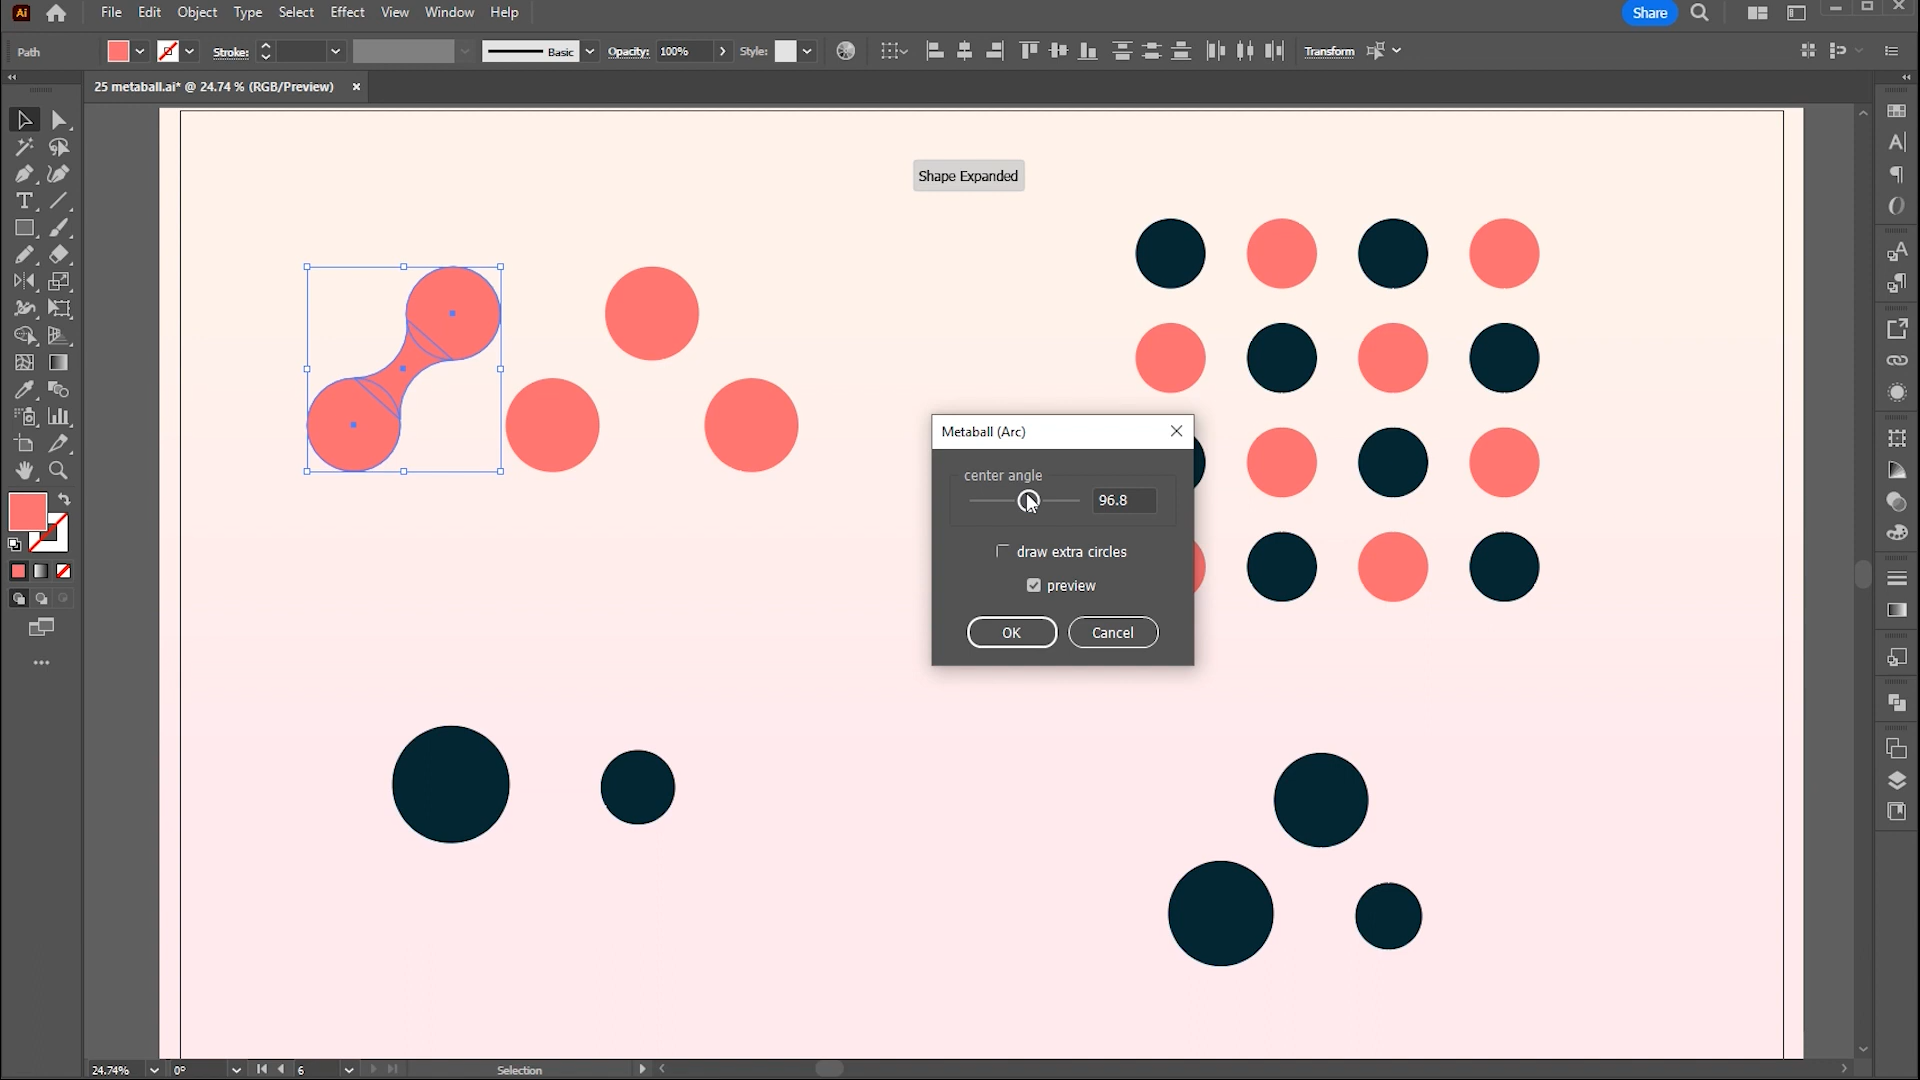 Ai File Edit Object Type Select Effect View Window Help Share
Path Stroke: Basic Opacity: 100% Style: Transform
25 metaball.ai* @ 24.74 % (RGB/Preview)
Shape Expanded
Metaball (Arc)
center angle
96.8
draw extra circles
preview
OK Cancel
24.74% 0° 6 Selection